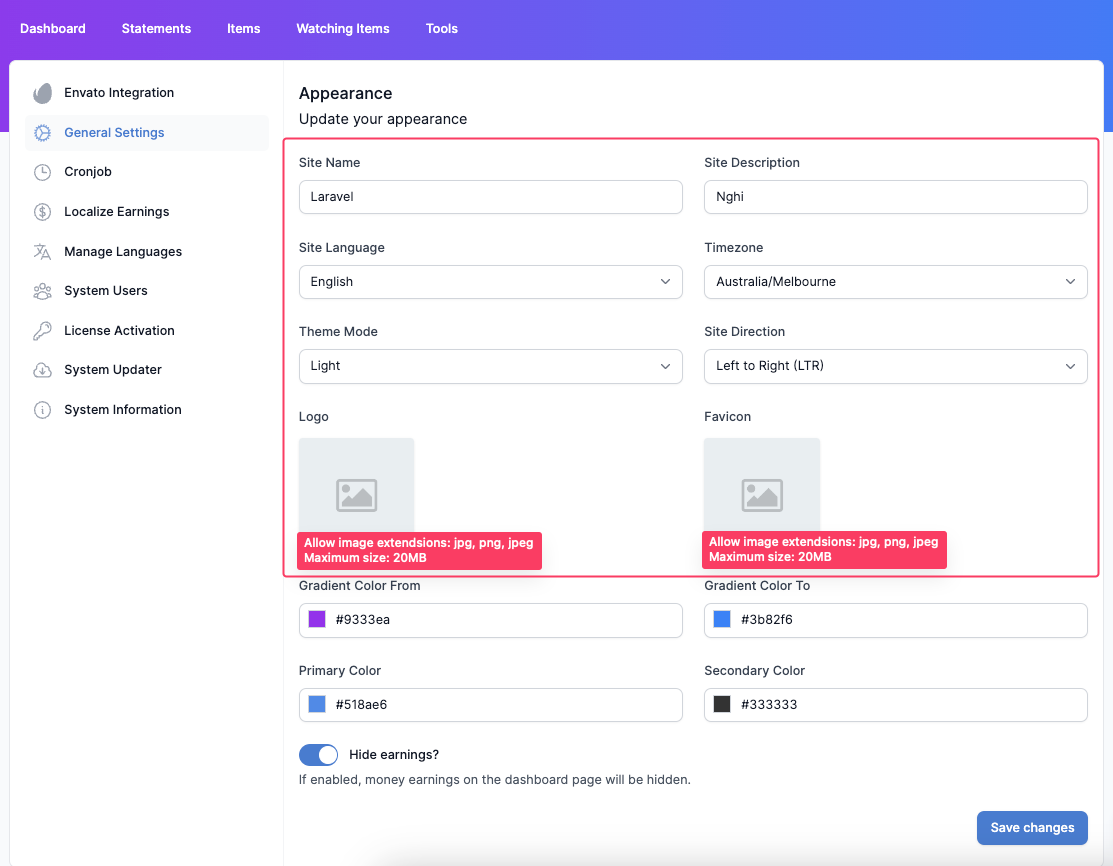 Dashboard Statements Items Watching Items Tools
Envato Integration
General Settings
Cronjob
Localize Earnings
Manage Languages
System Users
License Activation
System Updater
System Information
Appearance
Update your appearance
Site Name Site Description
Laravel Nghi
Site Language Timezone
English Australia/Melbourne
Theme Mode Site Direction
Light Left to Right (LTR)
Logo Favicon
Allow image extendsions: jpg, png, jpeg Allow image extendsions: jpg, png, jpeg
Maximum size: 20MB Maximum size: 20MB
Gradient Color From Gradient Color To
#9333ea #3b82f6
Primary Color Secondary Color
#518ae6 #333333
Hide earnings?
If enabled, money earnings on the dashboard page will be hidden.
Save changes